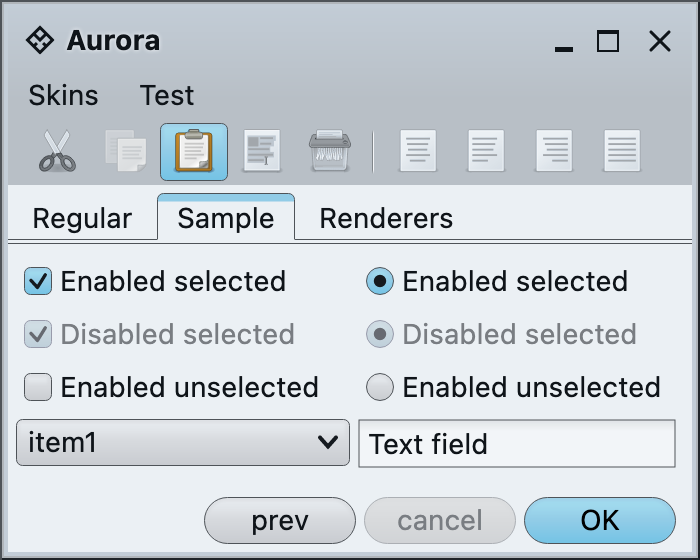 Aurora
Skins Test
Regular Sample Renderers
Enabled selected Enabled selected
Disabled selected Disabled selected
Enabled unselected Enabled unselected
item1 Text field
prev cancel OK